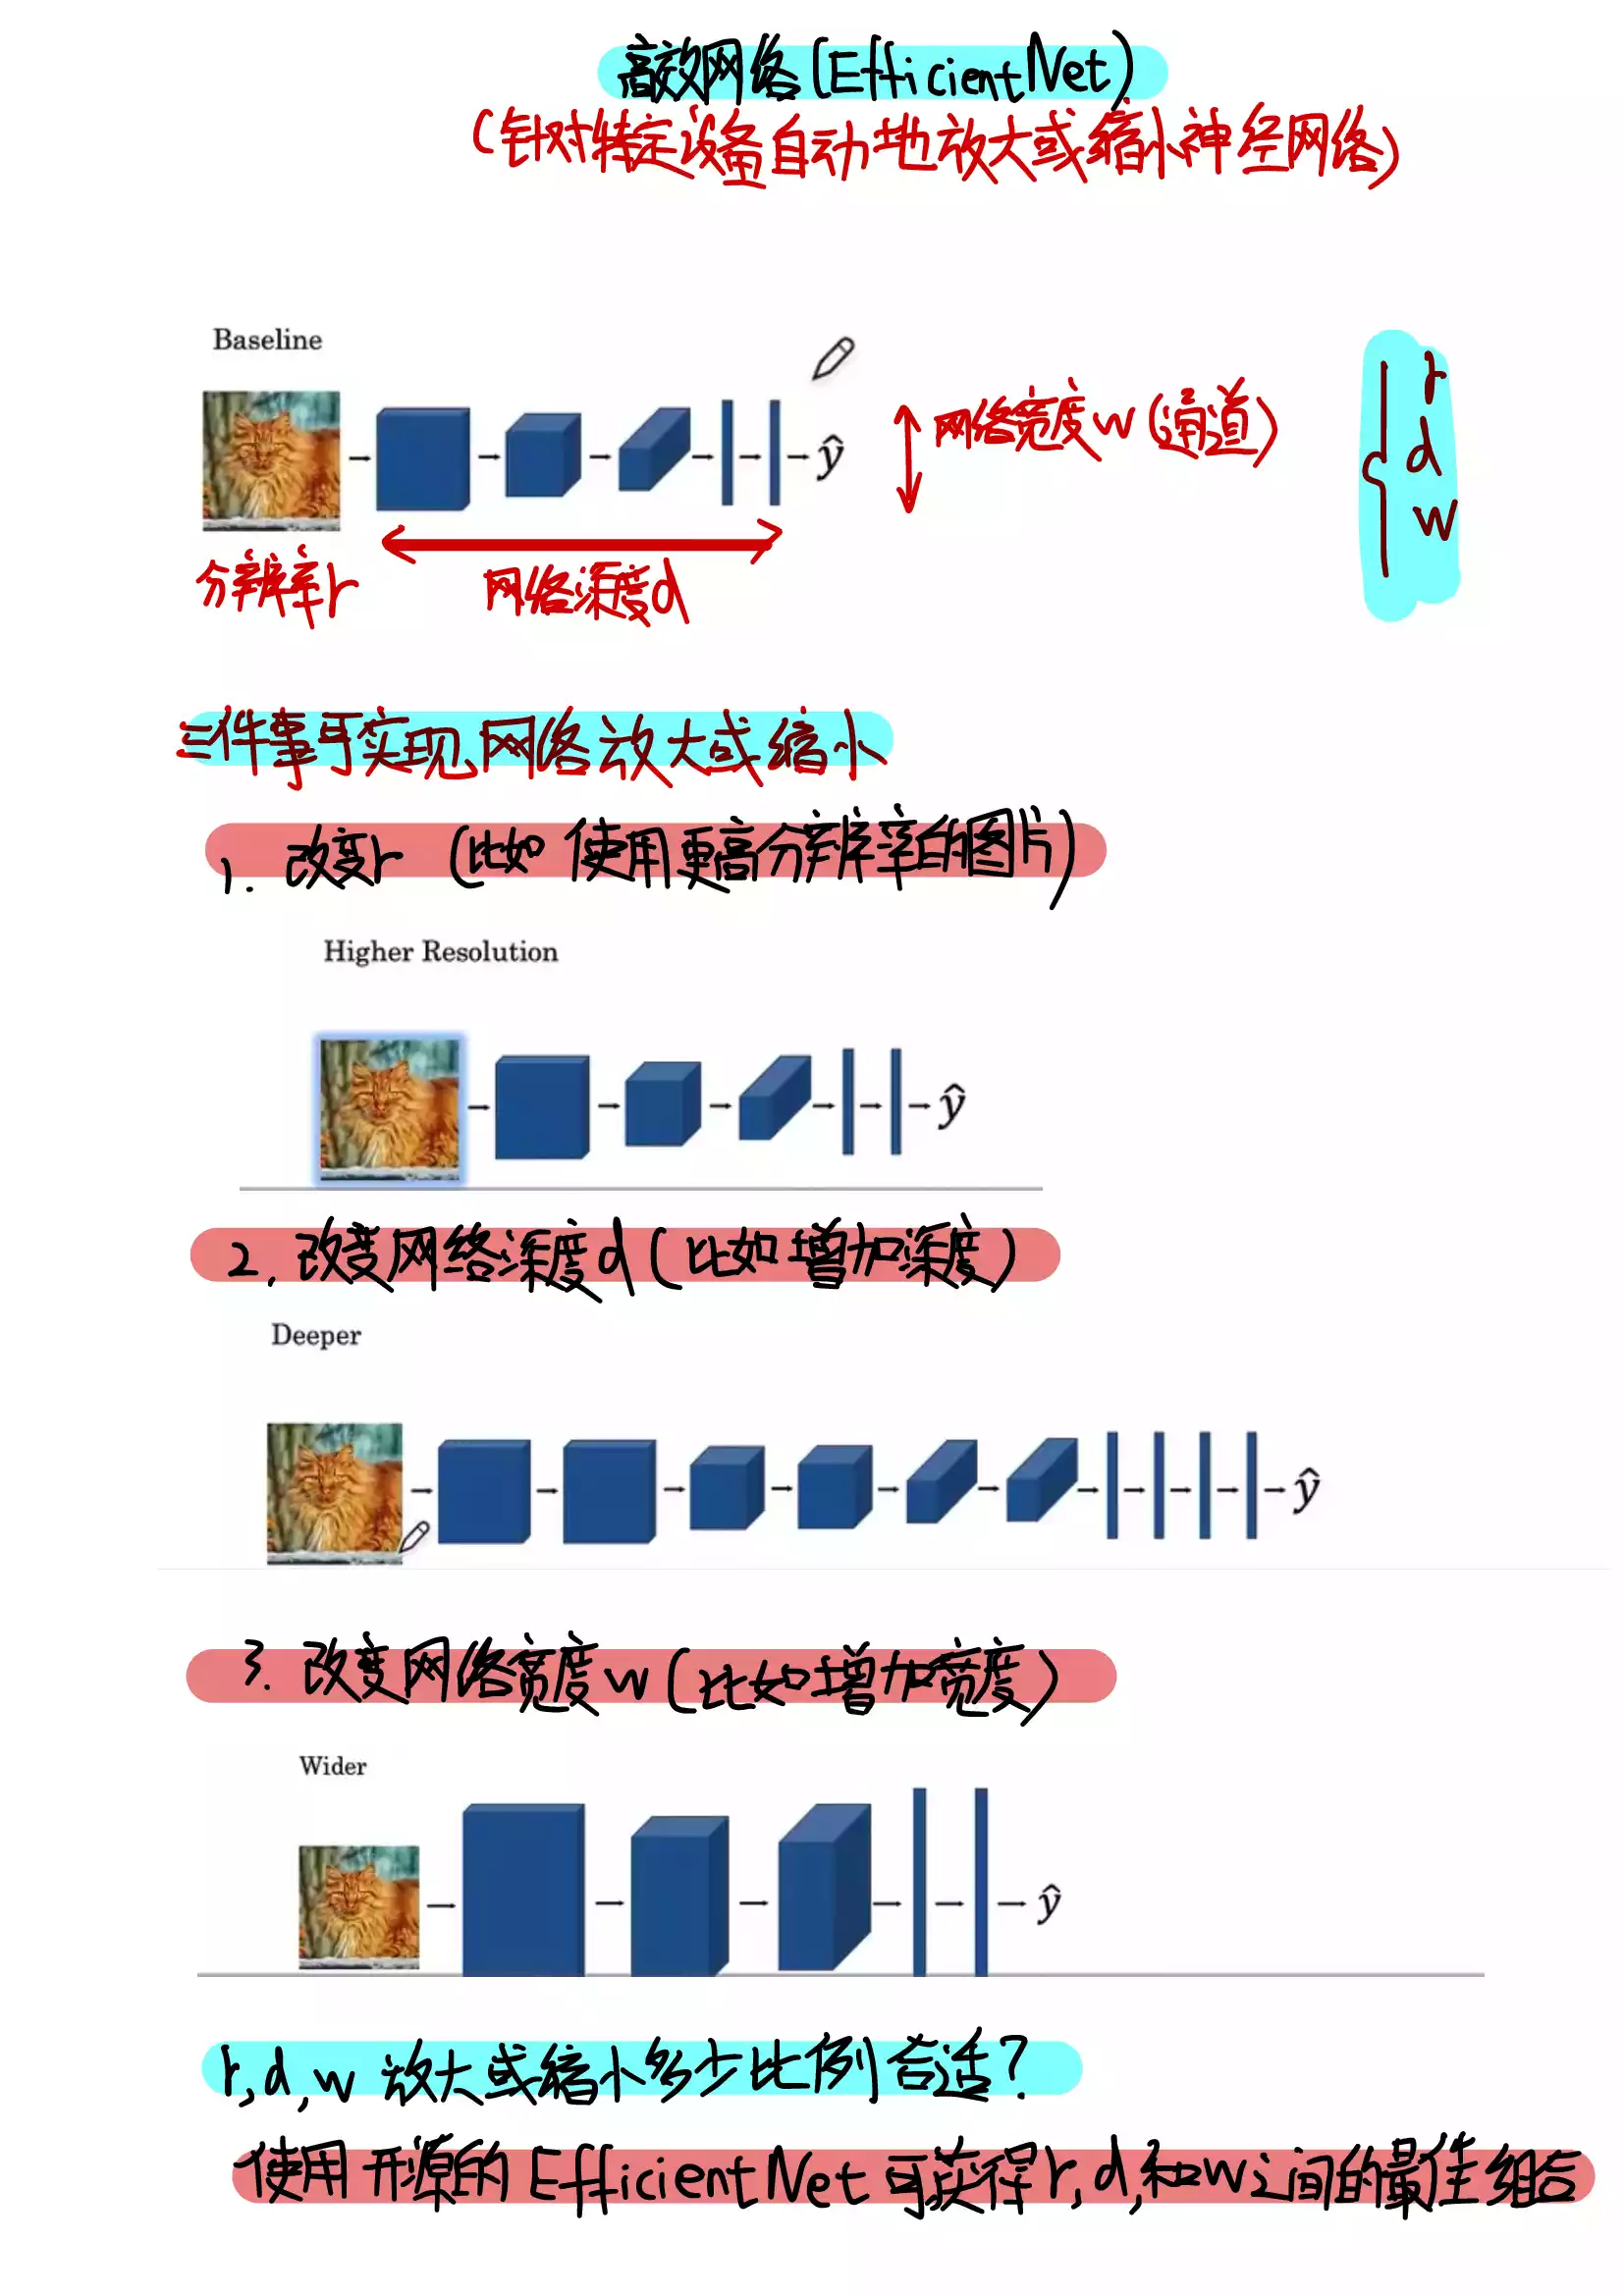 高效网络(EfficientNet)
(针对特定设备自动地放大或缩小神经网络)
Baseline
ŷ
网络宽度w(通道)
r
d
w
分辨率r
网络深度d
三件事可实现网络放大或缩小
1. 改变r (比如使用更高分辨率的图片)
Higher Resolution
ŷ
2. 改变网络深度d(比如增加深度)
Deeper
ŷ
3. 改变网络宽度w(比如增加宽度)
Wider
ŷ
r,d,w 放大或缩小多少比例合适?
使用开源的EfficientNet可获得r,d,和w之间的最佳组合